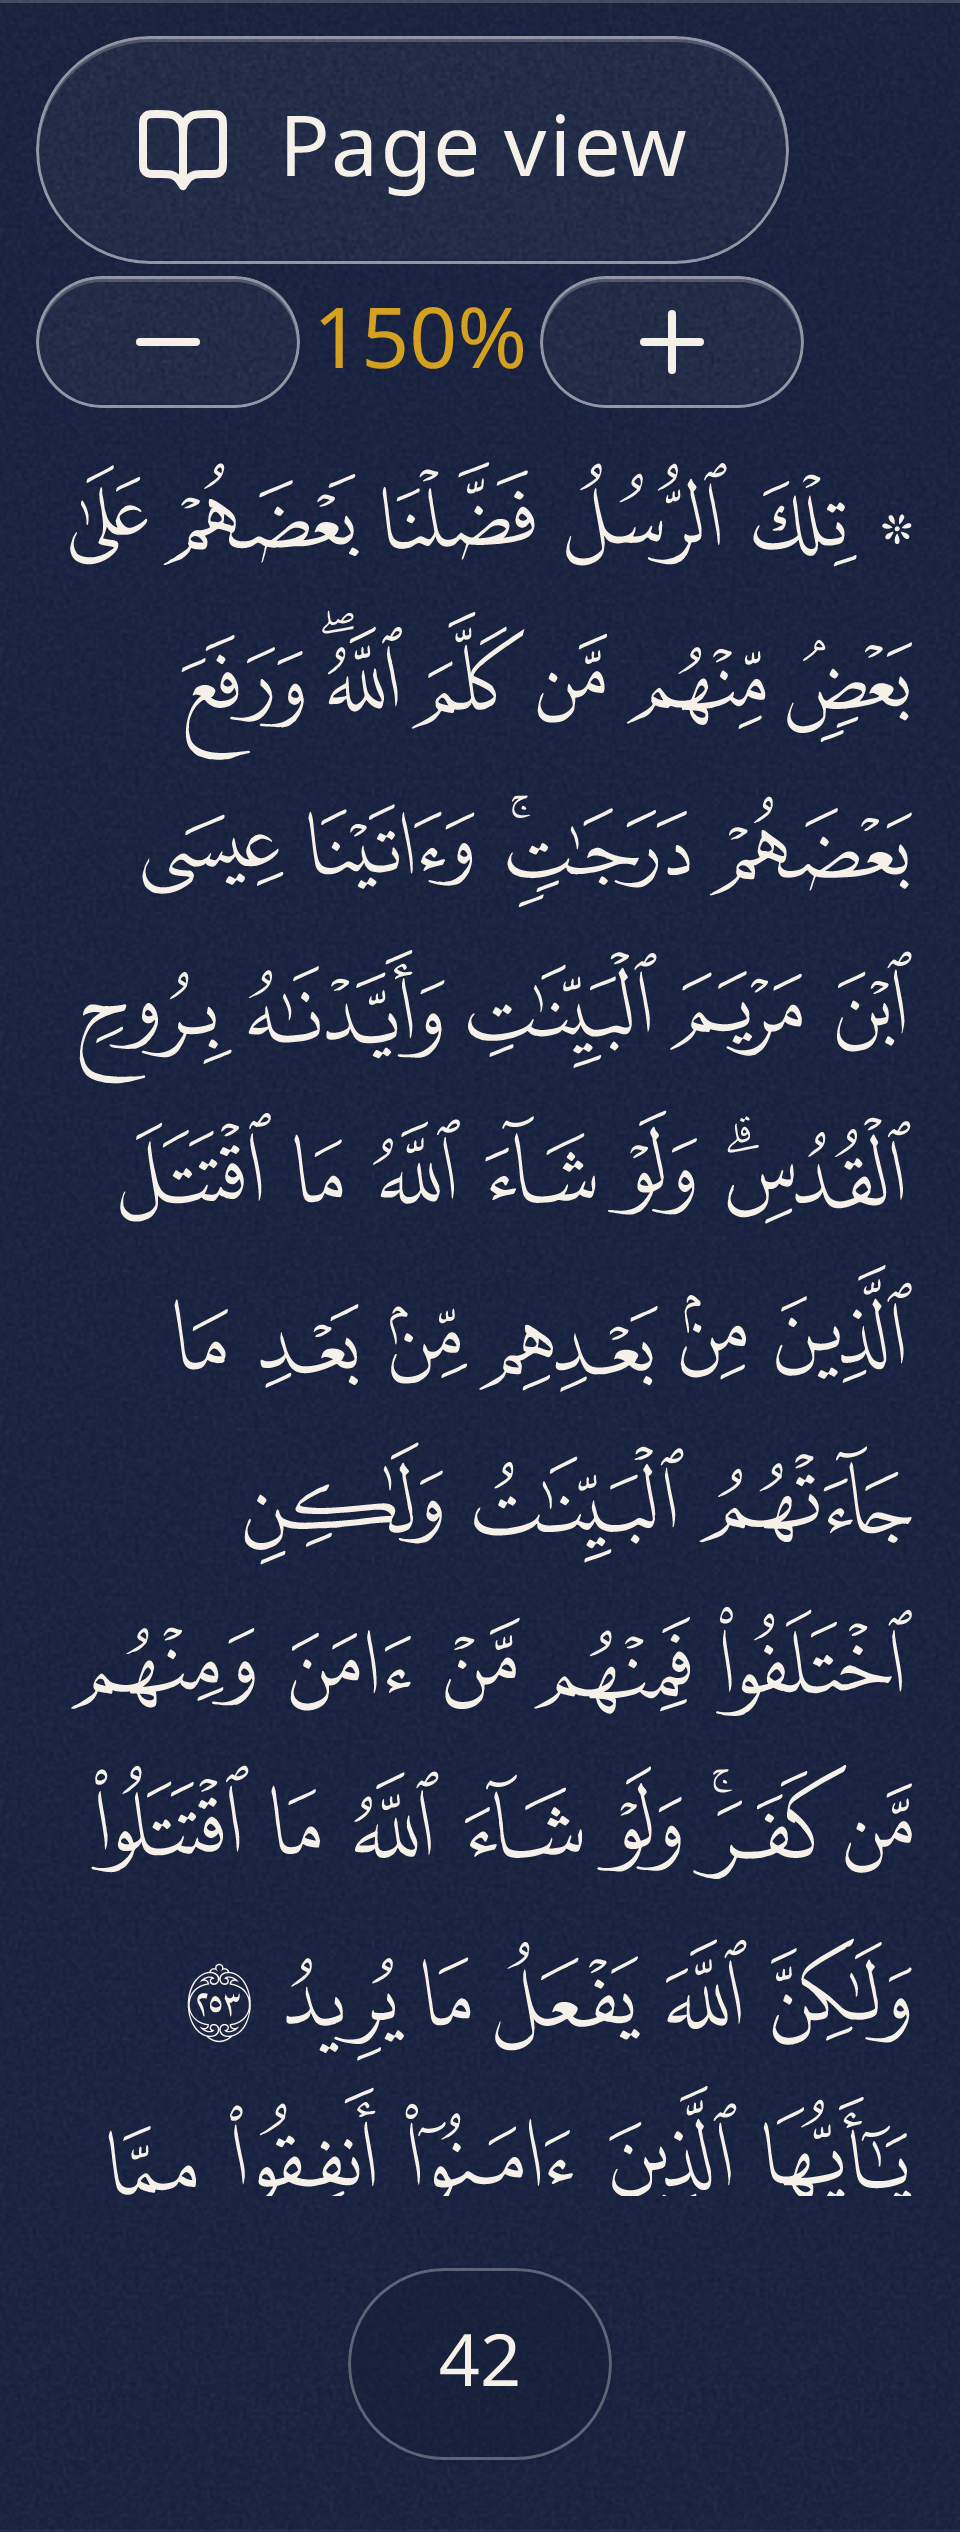 Page view
150%
۞ تِلۡكَ ٱلرُّسُلُ فَضَّلۡنَا بَعۡضَهُمۡ عَلَىٰ
بَعۡضٖۘ مِّنۡهُم مَّن كَلَّمَ ٱللَّهُۖ وَرَفَعَ
بَعۡضَهُمۡ دَرَجَٰتٖۚ وَءَاتَيۡنَا عِيسَى
ٱبۡنَ مَرۡيَمَ ٱلۡبَيِّنَٰتِ وَأَيَّدۡنَٰهُ بِرُوحِ
ٱلۡقُدُسِۗ وَلَوۡ شَآءَ ٱللَّهُ مَا ٱقۡتَتَلَ
ٱلَّذِينَ مِنۢ بَعۡدِهِم مِّنۢ بَعۡدِ مَا
جَآءَتۡهُمُ ٱلۡبَيِّنَٰتُ وَلَٰكِنِ
ٱخۡتَلَفُواْ فَمِنۡهُم مَّنۡ ءَامَنَ وَمِنۡهُم
مَّن كَفَرَۚ وَلَوۡ شَآءَ ٱللَّهُ مَا ٱقۡتَتَلُواْ
وَلَٰكِنَّ ٱللَّهَ يَفۡعَلُ مَا يُرِيدُ ٢٥٣
يَٰٓأَيُّهَا ٱلَّذِينَ ءَامَنُوٓاْ أَنفِقُواْ مِمَّا
42